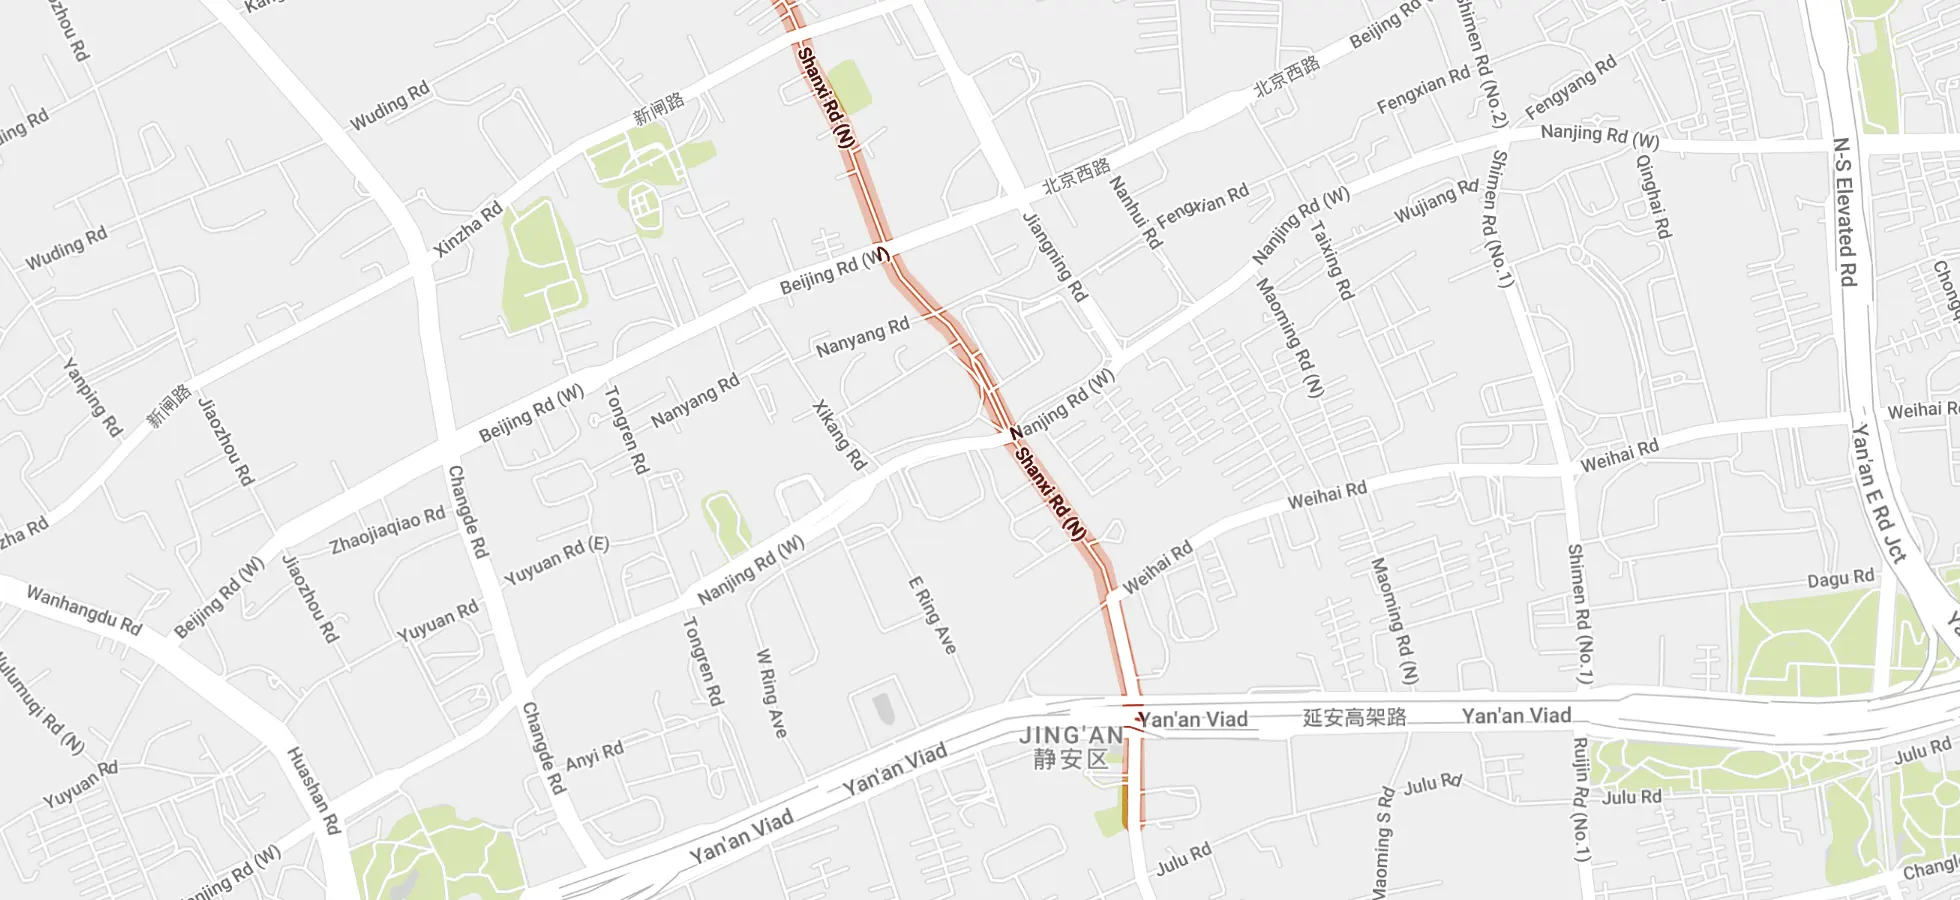 Shanxi Rd (N)
Beijing Rd
Shimen Rd (No.2)
北京西路
Fengxian Rd
Fengyang Rd
Nanjing Rd (W)
N-S Elevated Rd
Wuding Rd
新闸路
Xinzha Rd
Wuding Rd
Beijing Rd (W)
北京西路
Nanhui Rd
Fengxian Rd
Jiangning Rd
Nanjing Rd (W)
Taixing Rd
Wujiang Rd
Shimen Rd (No.1)
Qinghai Rd
Nanyang Rd
Maoming Rd (N)
Yanping Rd
新闸路
Jiaozhou Rd
Beijing Rd (W)
Tongren Rd
Nanyang Rd
Xikang Rd
Nanjing Rd (W)
Shanxi Rd (N)
Weihai Rd
Weihai Rd
Weihai
Yan'an E Rd Jct
Zhaojiaqiao Rd
Changde Rd
Yuyuan Rd (E)
Nanjing Rd (W)
Weihai Rd
Maoming Rd (N)
Shimen Rd (No.1)
Dagu Rd
Wanhangdu Rd
Beijing Rd (W)
Jiaozhou Rd
Yuyuan Rd
Tongren Rd
W Ring Ave
E Ring Ave
Changde Rd
Huashan Rd
Yuyuan Rd
Anyi Rd
Yan'an Viad
Yan'an Viad
JING'AN
静安区
Yan'an Viad
延安高架路
Yan'an Viad
Julu Rd
Julu Rd
Maoming S Rd
Ruijin Rd (No.1)
Julu Rd
Julu Rd